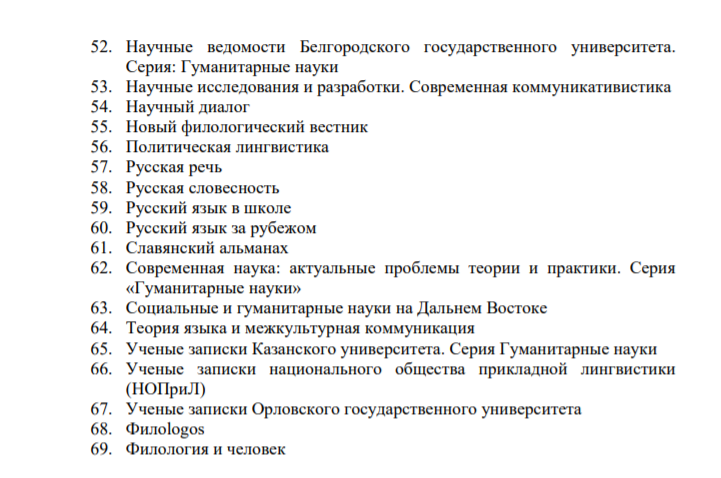 52. Научные ведомости Белгородского государственного университета.
Серия: Гуманитарные науки
53. Научные исследования и разработки. Современная коммуникативистика
54. Научный диалог
55. Новый филологический вестник
56. Политическая лингвистика
57. Русская речь
58. Русская словесность
59. Русский язык в школе
60. Русский язык за рубежом
61. Славянский альманах
62. Современная наука: актуальные проблемы теории и практики. Серия
«Гуманитарные науки»
63. Социальные и гуманитарные науки на Дальнем Востоке
64. Теория языка и межкультурная коммуникация
65. Ученые записки Казанского университета. Серия Гуманитарные науки
66. Ученые записки национального общества прикладной лингвистики
(НОПриЛ)
67. Ученые записки Орловского государственного университета
68. Филоlogos
69. Филология и человек